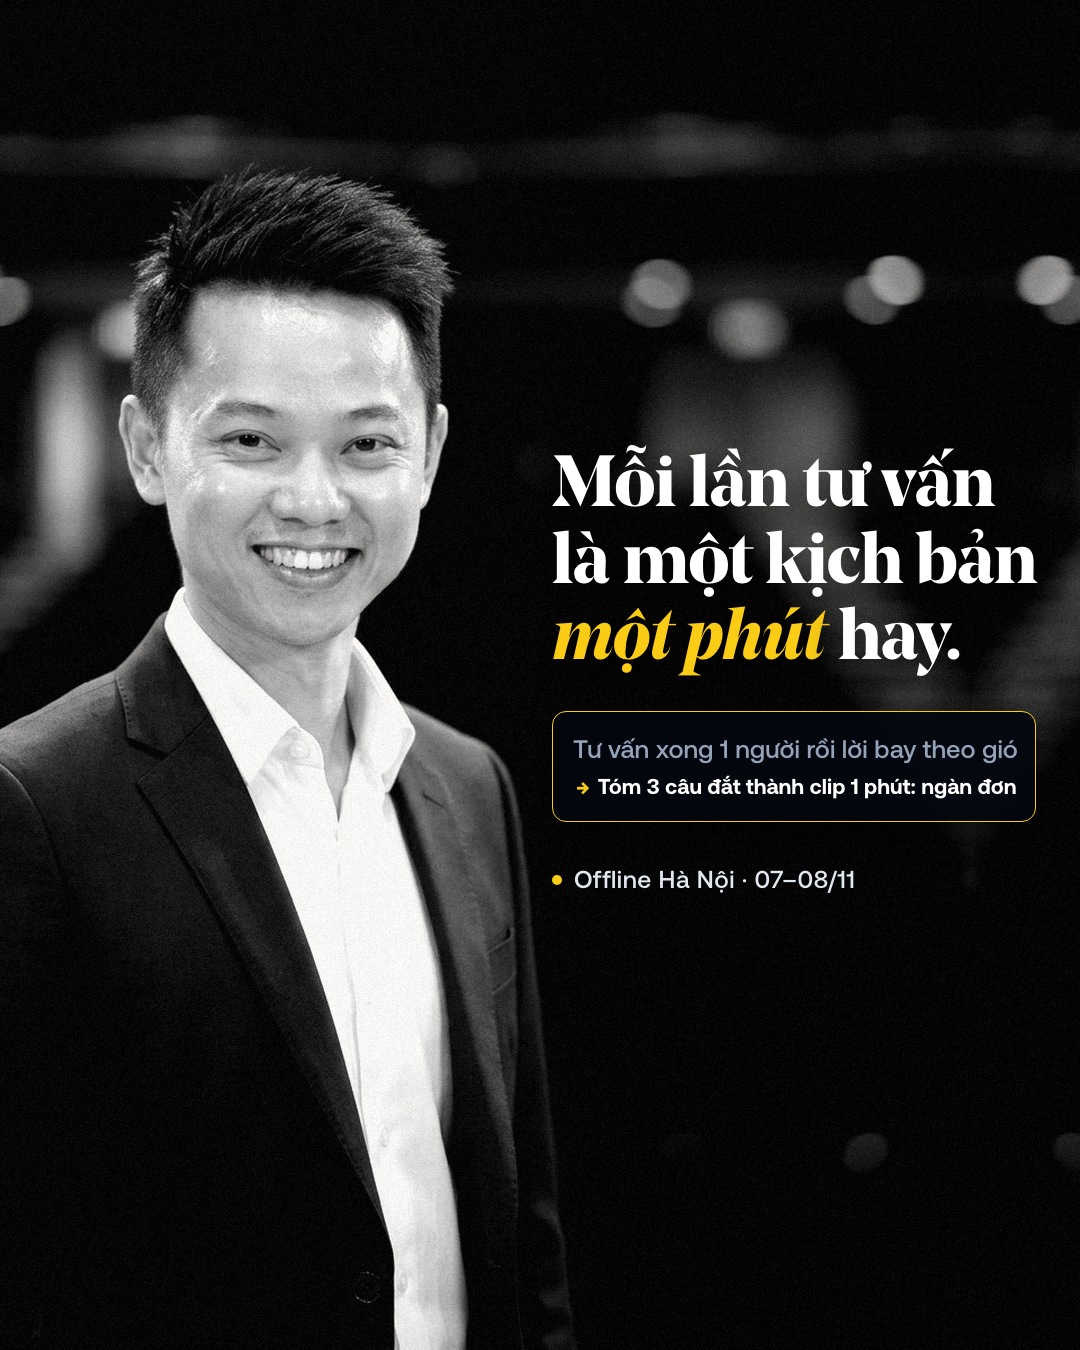 Mỗi lần tư vấn
là một kịch bản
một phút hay.
Tư vấn xong 1 người rồi lời bay theo gió
→ Tóm 3 câu đắt thành clip 1 phút: ngàn đơn
• Offline Hà Nội · 07–08/11